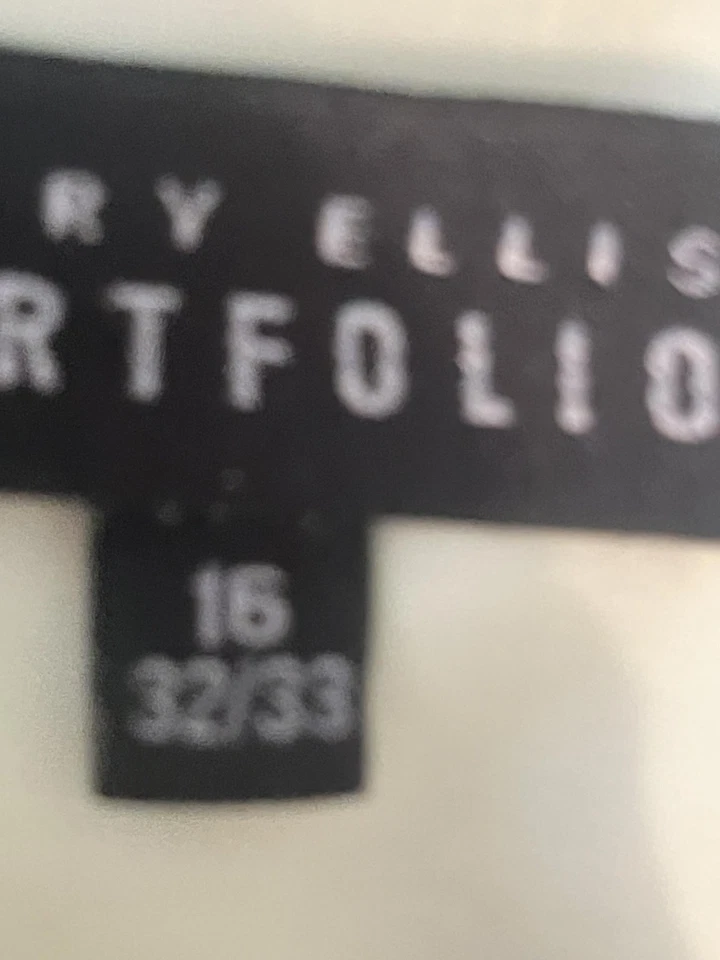 RY ELLIS
RTFOLIO
16
32/33